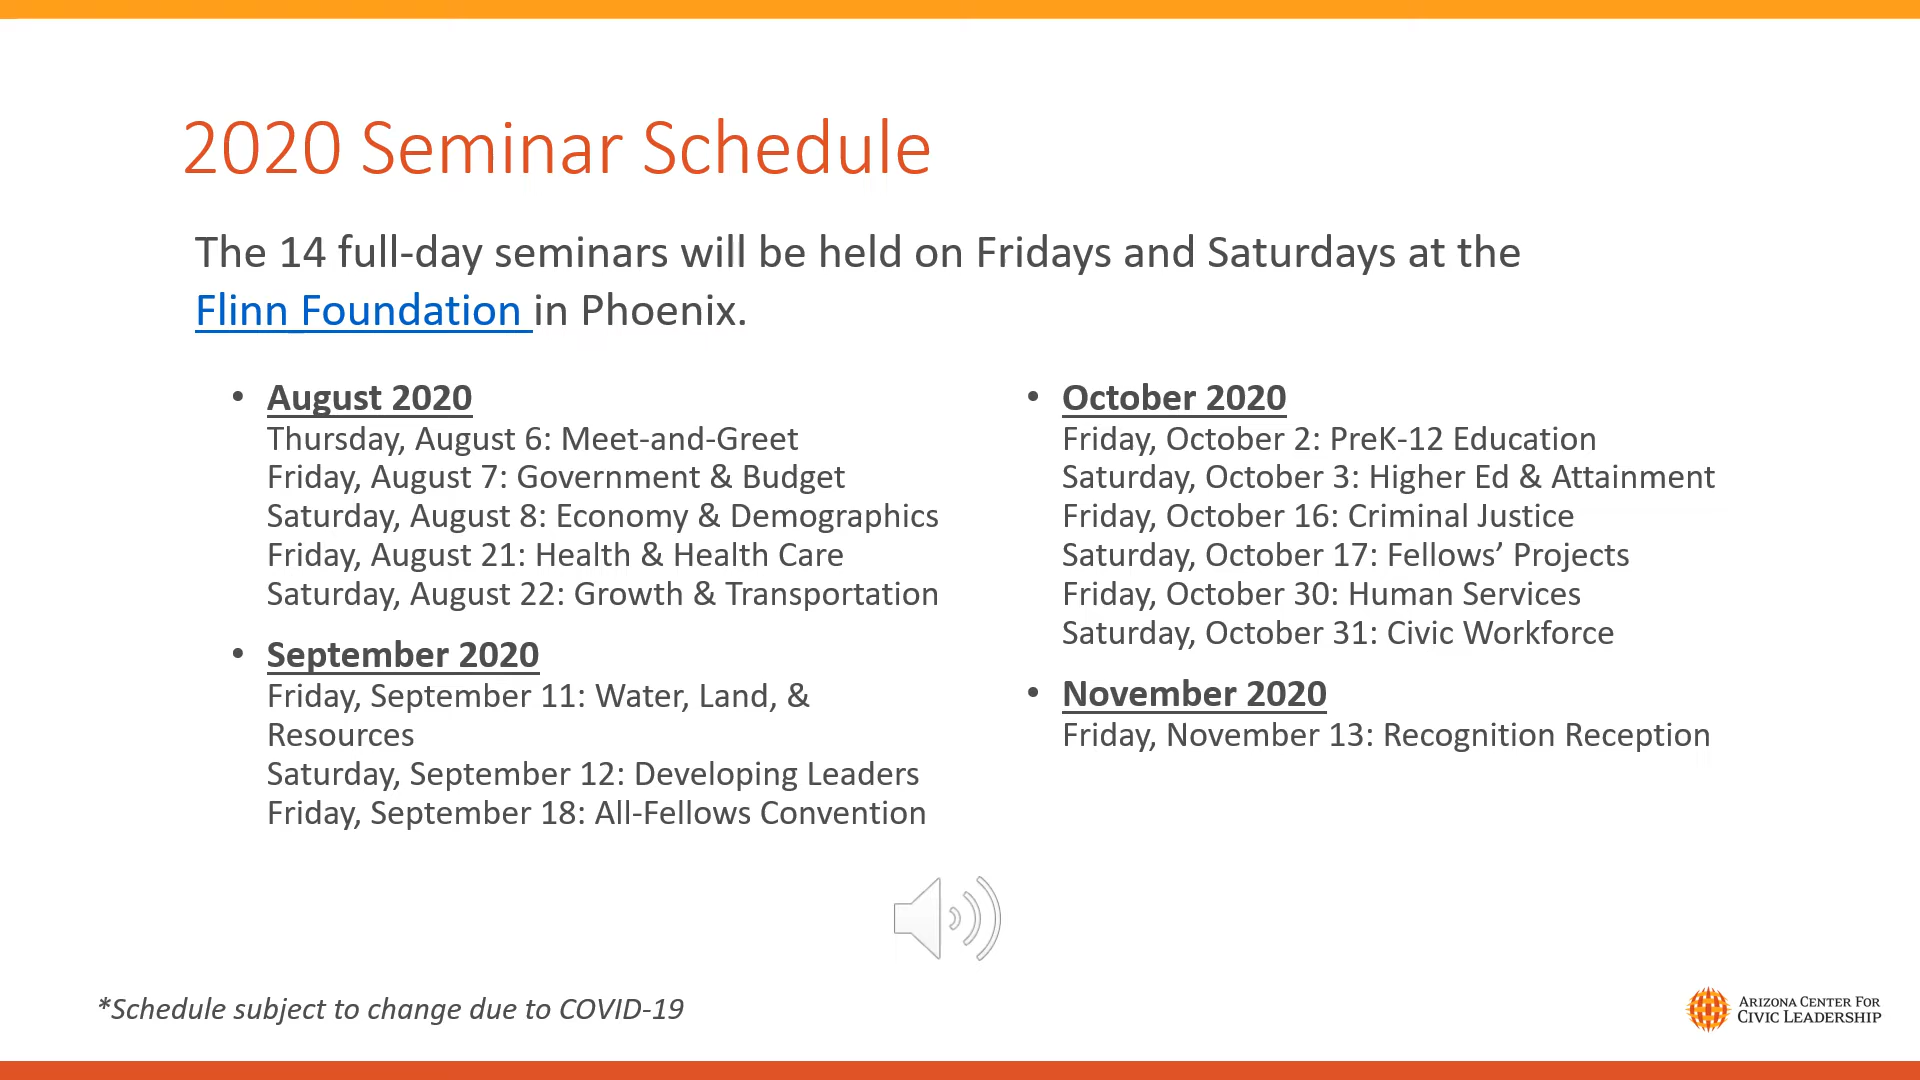 2020 Seminar Schedule
The 14 full-day seminars will be held on Fridays and Saturdays at the
Flinn Foundation in Phoenix.
• August 2020
Thursday, August 6: Meet-and-Greet
Friday, August 7: Government & Budget
Saturday, August 8: Economy & Demographics
Friday, August 21: Health & Health Care
Saturday, August 22: Growth & Transportation
• September 2020
Friday, September 11: Water, Land, &
Resources
Saturday, September 12: Developing Leaders
Friday, September 18: All-Fellows Convention
• October 2020
Friday, October 2: PreK-12 Education
Saturday, October 3: Higher Ed & Attainment
Friday, October 16: Criminal Justice
Saturday, October 17: Fellows’ Projects
Friday, October 30: Human Services
Saturday, October 31: Civic Workforce
• November 2020
Friday, November 13: Recognition Reception
*Schedule subject to change due to COVID-19
ARIZONA CENTER FOR
CIVIC LEADERSHIP